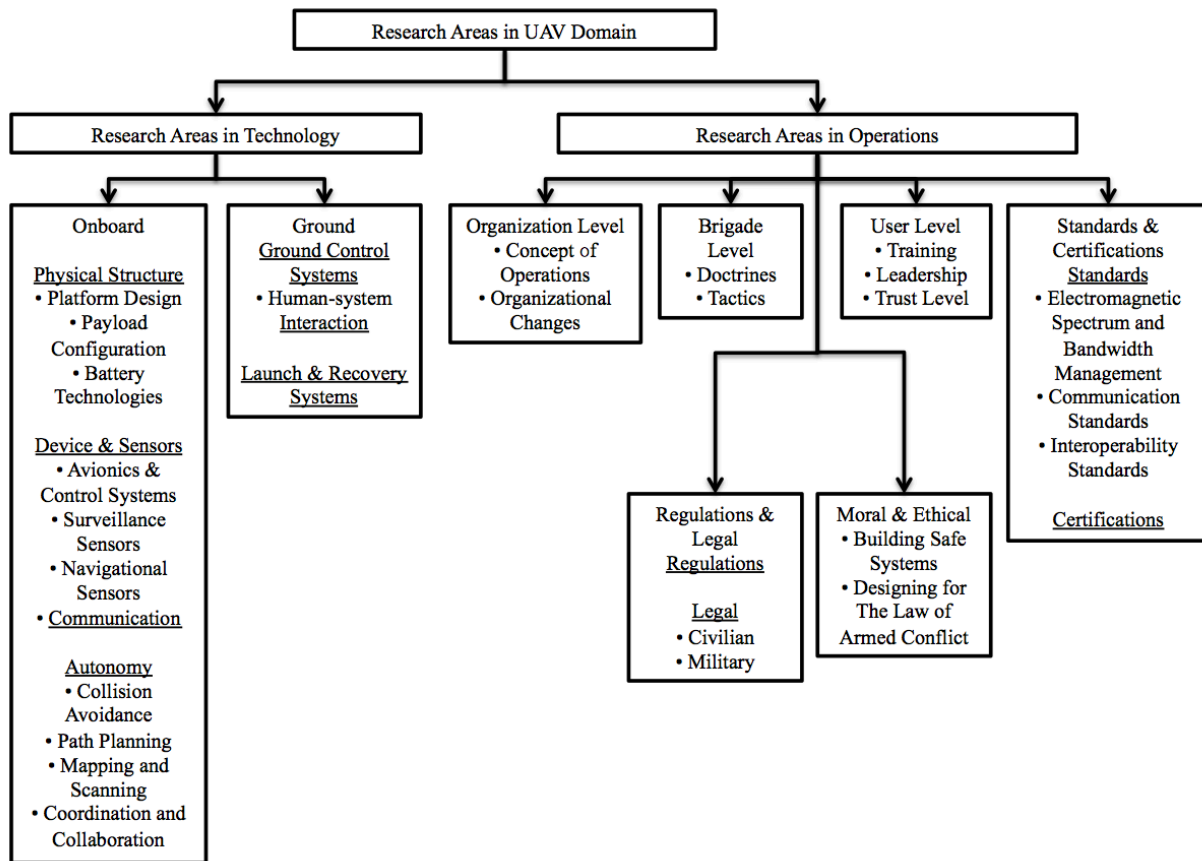 Research Areas in UAV Domain
Research Areas in Technology
Research Areas in Operations
Onboard
Physical Structure
• Platform Design
• Payload
Configuration
• Battery
Technologies
Device & Sensors
• Avionics &
Control Systems
• Surveillance
Sensors
• Navigational
Sensors
• Communication
Autonomy
• Collision
Avoidance
• Path Planning
• Mapping and
Scanning
• Coordination and
Collaboration
Ground
Ground Control
Systems
• Human-system
Interaction
Launch & Recovery
Systems
Organization Level
• Concept of
Operations
• Organizational
Changes
Brigade
Level
• Doctrines
• Tactics
User Level
• Training
• Leadership
• Trust Level
Standards &
Certifications
Standards
• Electromagnetic
Spectrum and
Bandwidth
Management
• Communication
Standards
• Interoperability
Standards
Certifications
Regulations &
Legal
Regulations
Legal
• Civilian
• Military
Moral & Ethical
• Building Safe
Systems
• Designing for
The Law of
Armed Conflict